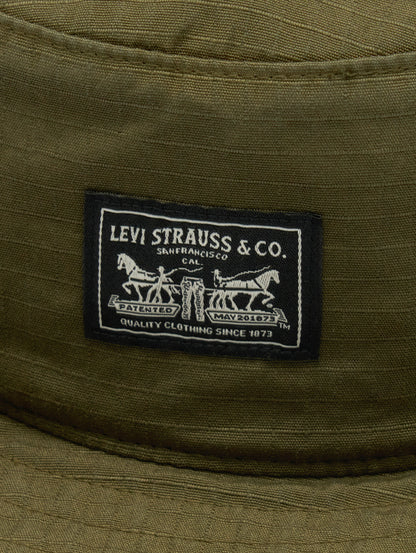 LEVI STRAUSS & CO.
SAN FRANCISCO
CAL.
PATENTED MAY 20 1873 ™
QUALITY CLOTHING SINCE 1873